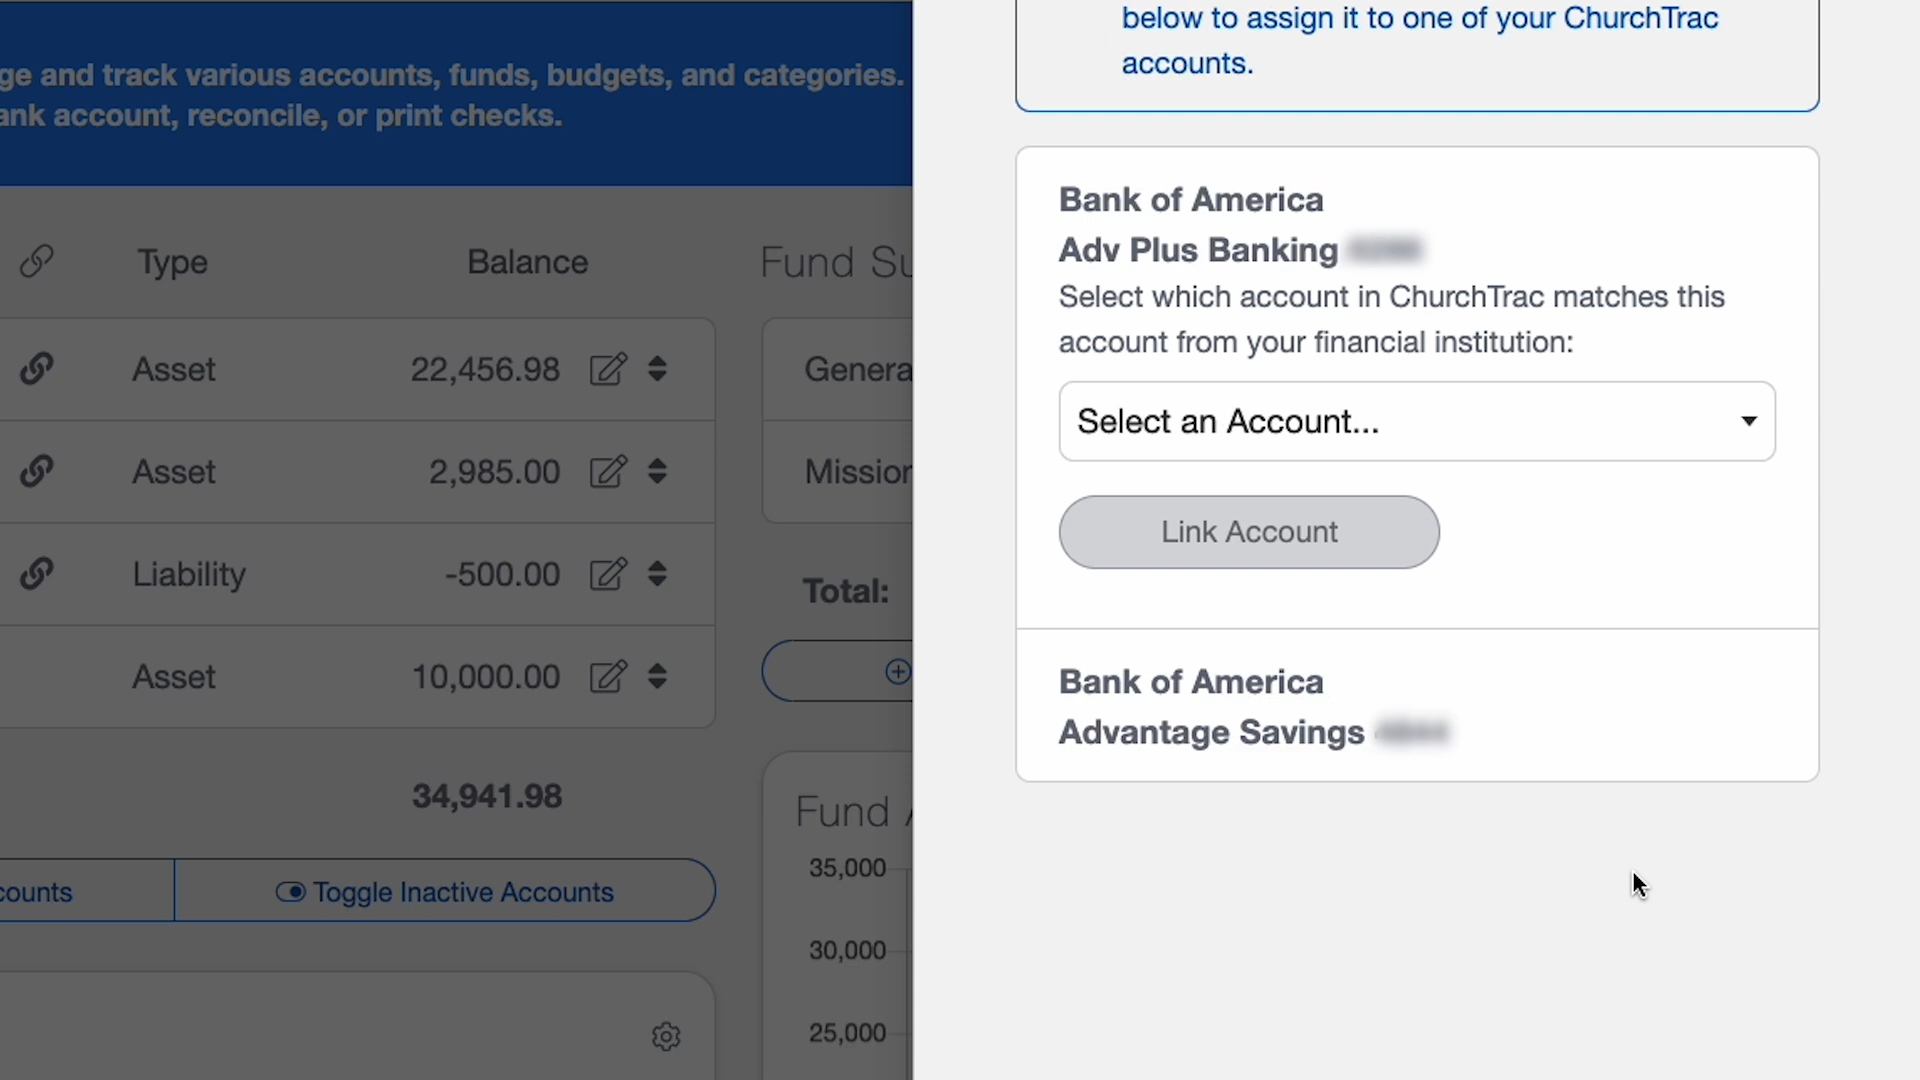 ge and track various accounts, funds, budgets, and categories.
ank account, reconcile, or print checks.
Type
Balance
Asset
22,456.98
Asset
2,985.00
Liability
-500.00
Asset
10,000.00
34,941.98
counts
Toggle Inactive Accounts
Fund Su
Genera
Mission
Total:
Fund
35,000
30,000
25,000
below to assign it to one of your ChurchTrac
accounts.
Bank of America
Adv Plus Banking
Select which account in ChurchTrac matches this
account from your financial institution:
Select an Account...
Link Account
Bank of America
Advantage Savings